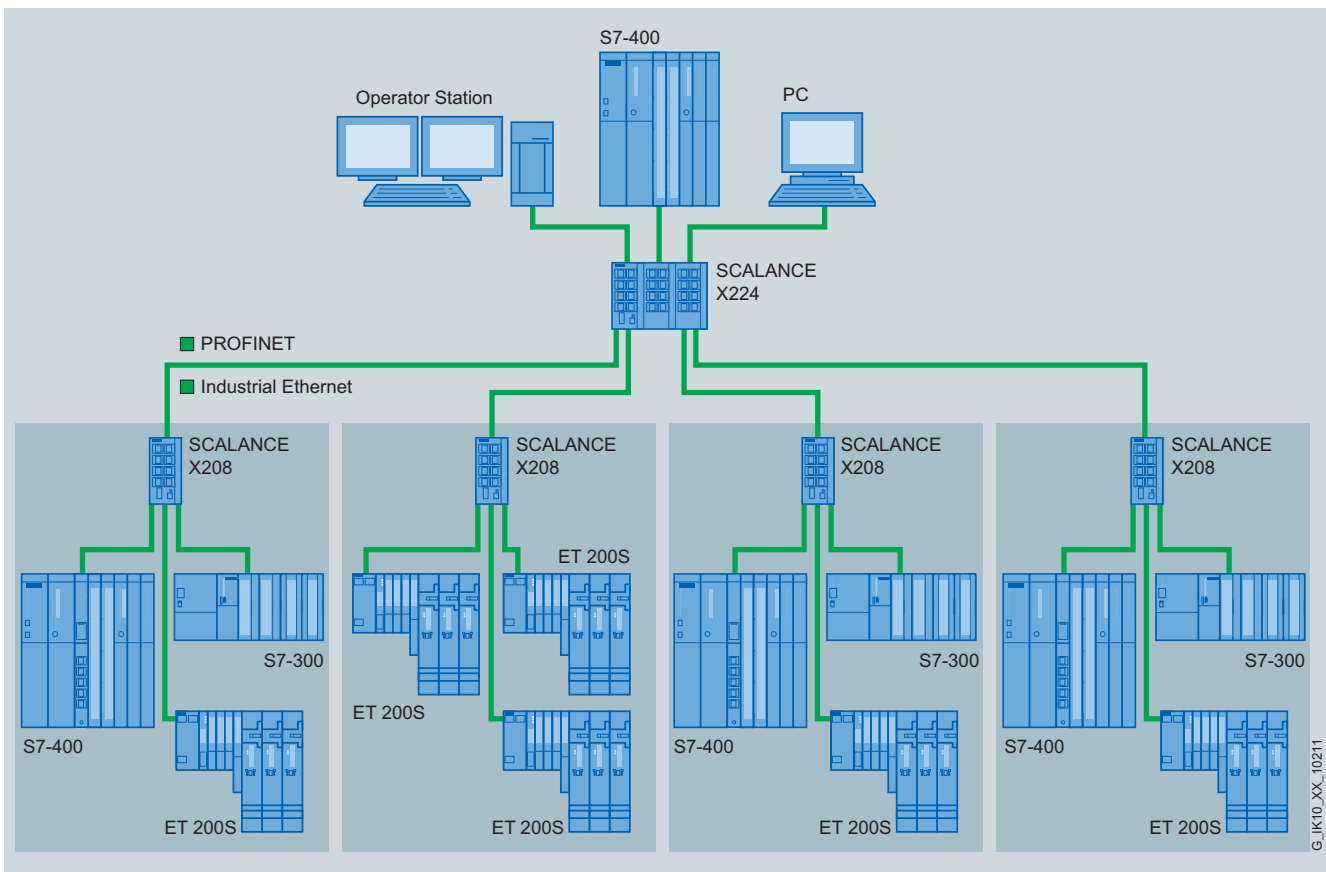 S7-400
Operator Station
PC
SCALANCE
X224
PROFINET
Industrial Ethernet
SCALANCE
X208
SCALANCE
X208
SCALANCE
X208
SCALANCE
X208
ET 200S
S7-300
S7-300
S7-300
ET 200S
S7-400
S7-400
S7-400
ET 200S
ET 200S
ET 200S
ET 200S
G_IK10_XX_10211